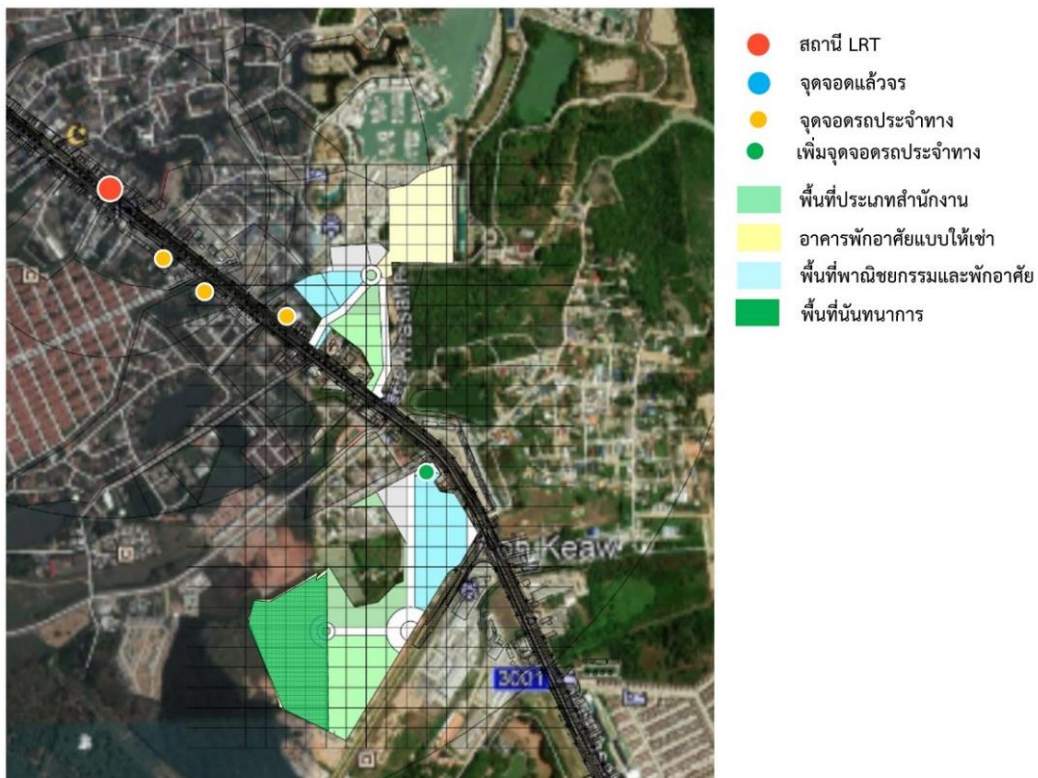 สถานี LRT
จุดจอดแล้วจร
จุดจอดรถประจำทาง
เพิ่มจุดจอดรถประจำทาง
พื้นที่ประเภทสำนักงาน
อาคารพักอาศัยแบบให้เช่า
พื้นที่พาณิชยกรรมและพักอาศัย
พื้นที่นันทนาการ
Keaw
3001